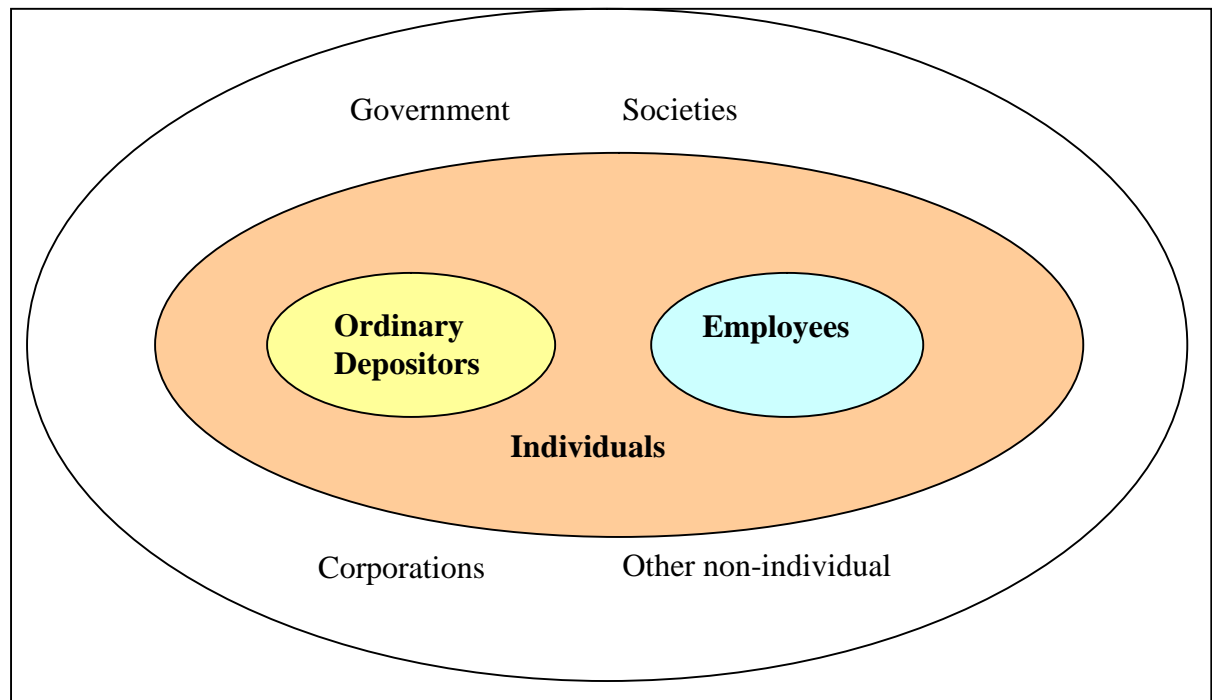 Government Societies
Ordinary
Depositors
Employees
Individuals
Corporations Other non-individual